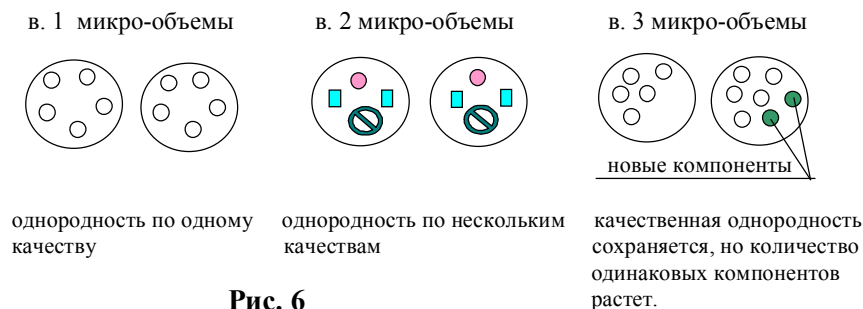 в. 1 микро-объемы
в. 2 микро-объемы
в. 3 микро-объемы
новые компоненты
однородность по одному
качеству
однородность по нескольким
качествам
качественная однородность
сохраняется, но количество
одинаковых компонентов
растет.
Рис. 6